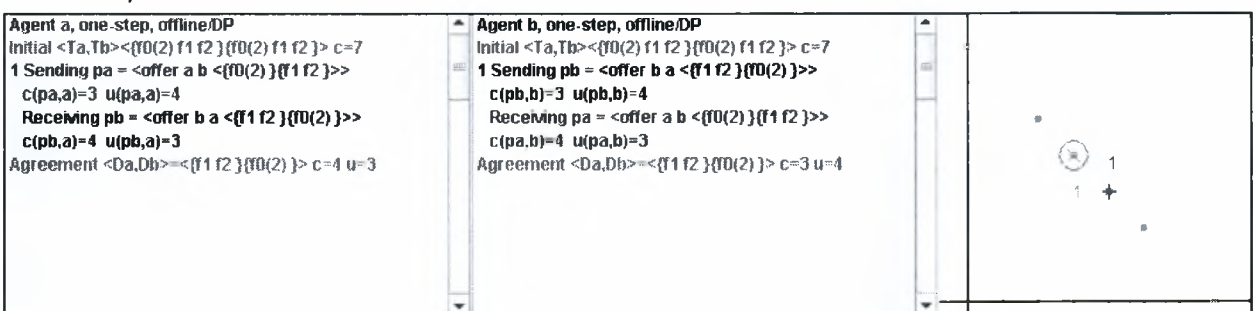 Agent a, one-step, offline/DP
Initial <Ta,Tb><{f0(2) f1 f2 }{f0(2) f1 f2 }> c=7
1 Sending pa = <offer a b <{f0(2) }{f1 f2 }>>
c(pa,a)=3 u(pa,a)=4
Receiving pb = <offer b a <{f1 f2 }{f0(2) }>>
c(pb,a)=4 u(pb,a)=3
Agreement <Da,Db>=<{f1 f2 }{f0(2) }> c=4 u=3
Agent b, one-step, offline/DP
Initial <Ta,Tb><{f0(2) f1 f2 }{f0(2) f1 f2 }> c=7
1 Sending pb = <offer b a <{f1 f2 }{f0(2) }>>
c(pb,b)=3 u(pb,b)=4
Receiving pa = <offer a b <{f0(2) }{f1 f2 }>>
c(pa,b)=4 u(pa,b)=3
Agreement <Da,Db>=<{f1 f2 }{f0(2) }> c=3 u=4
1
1